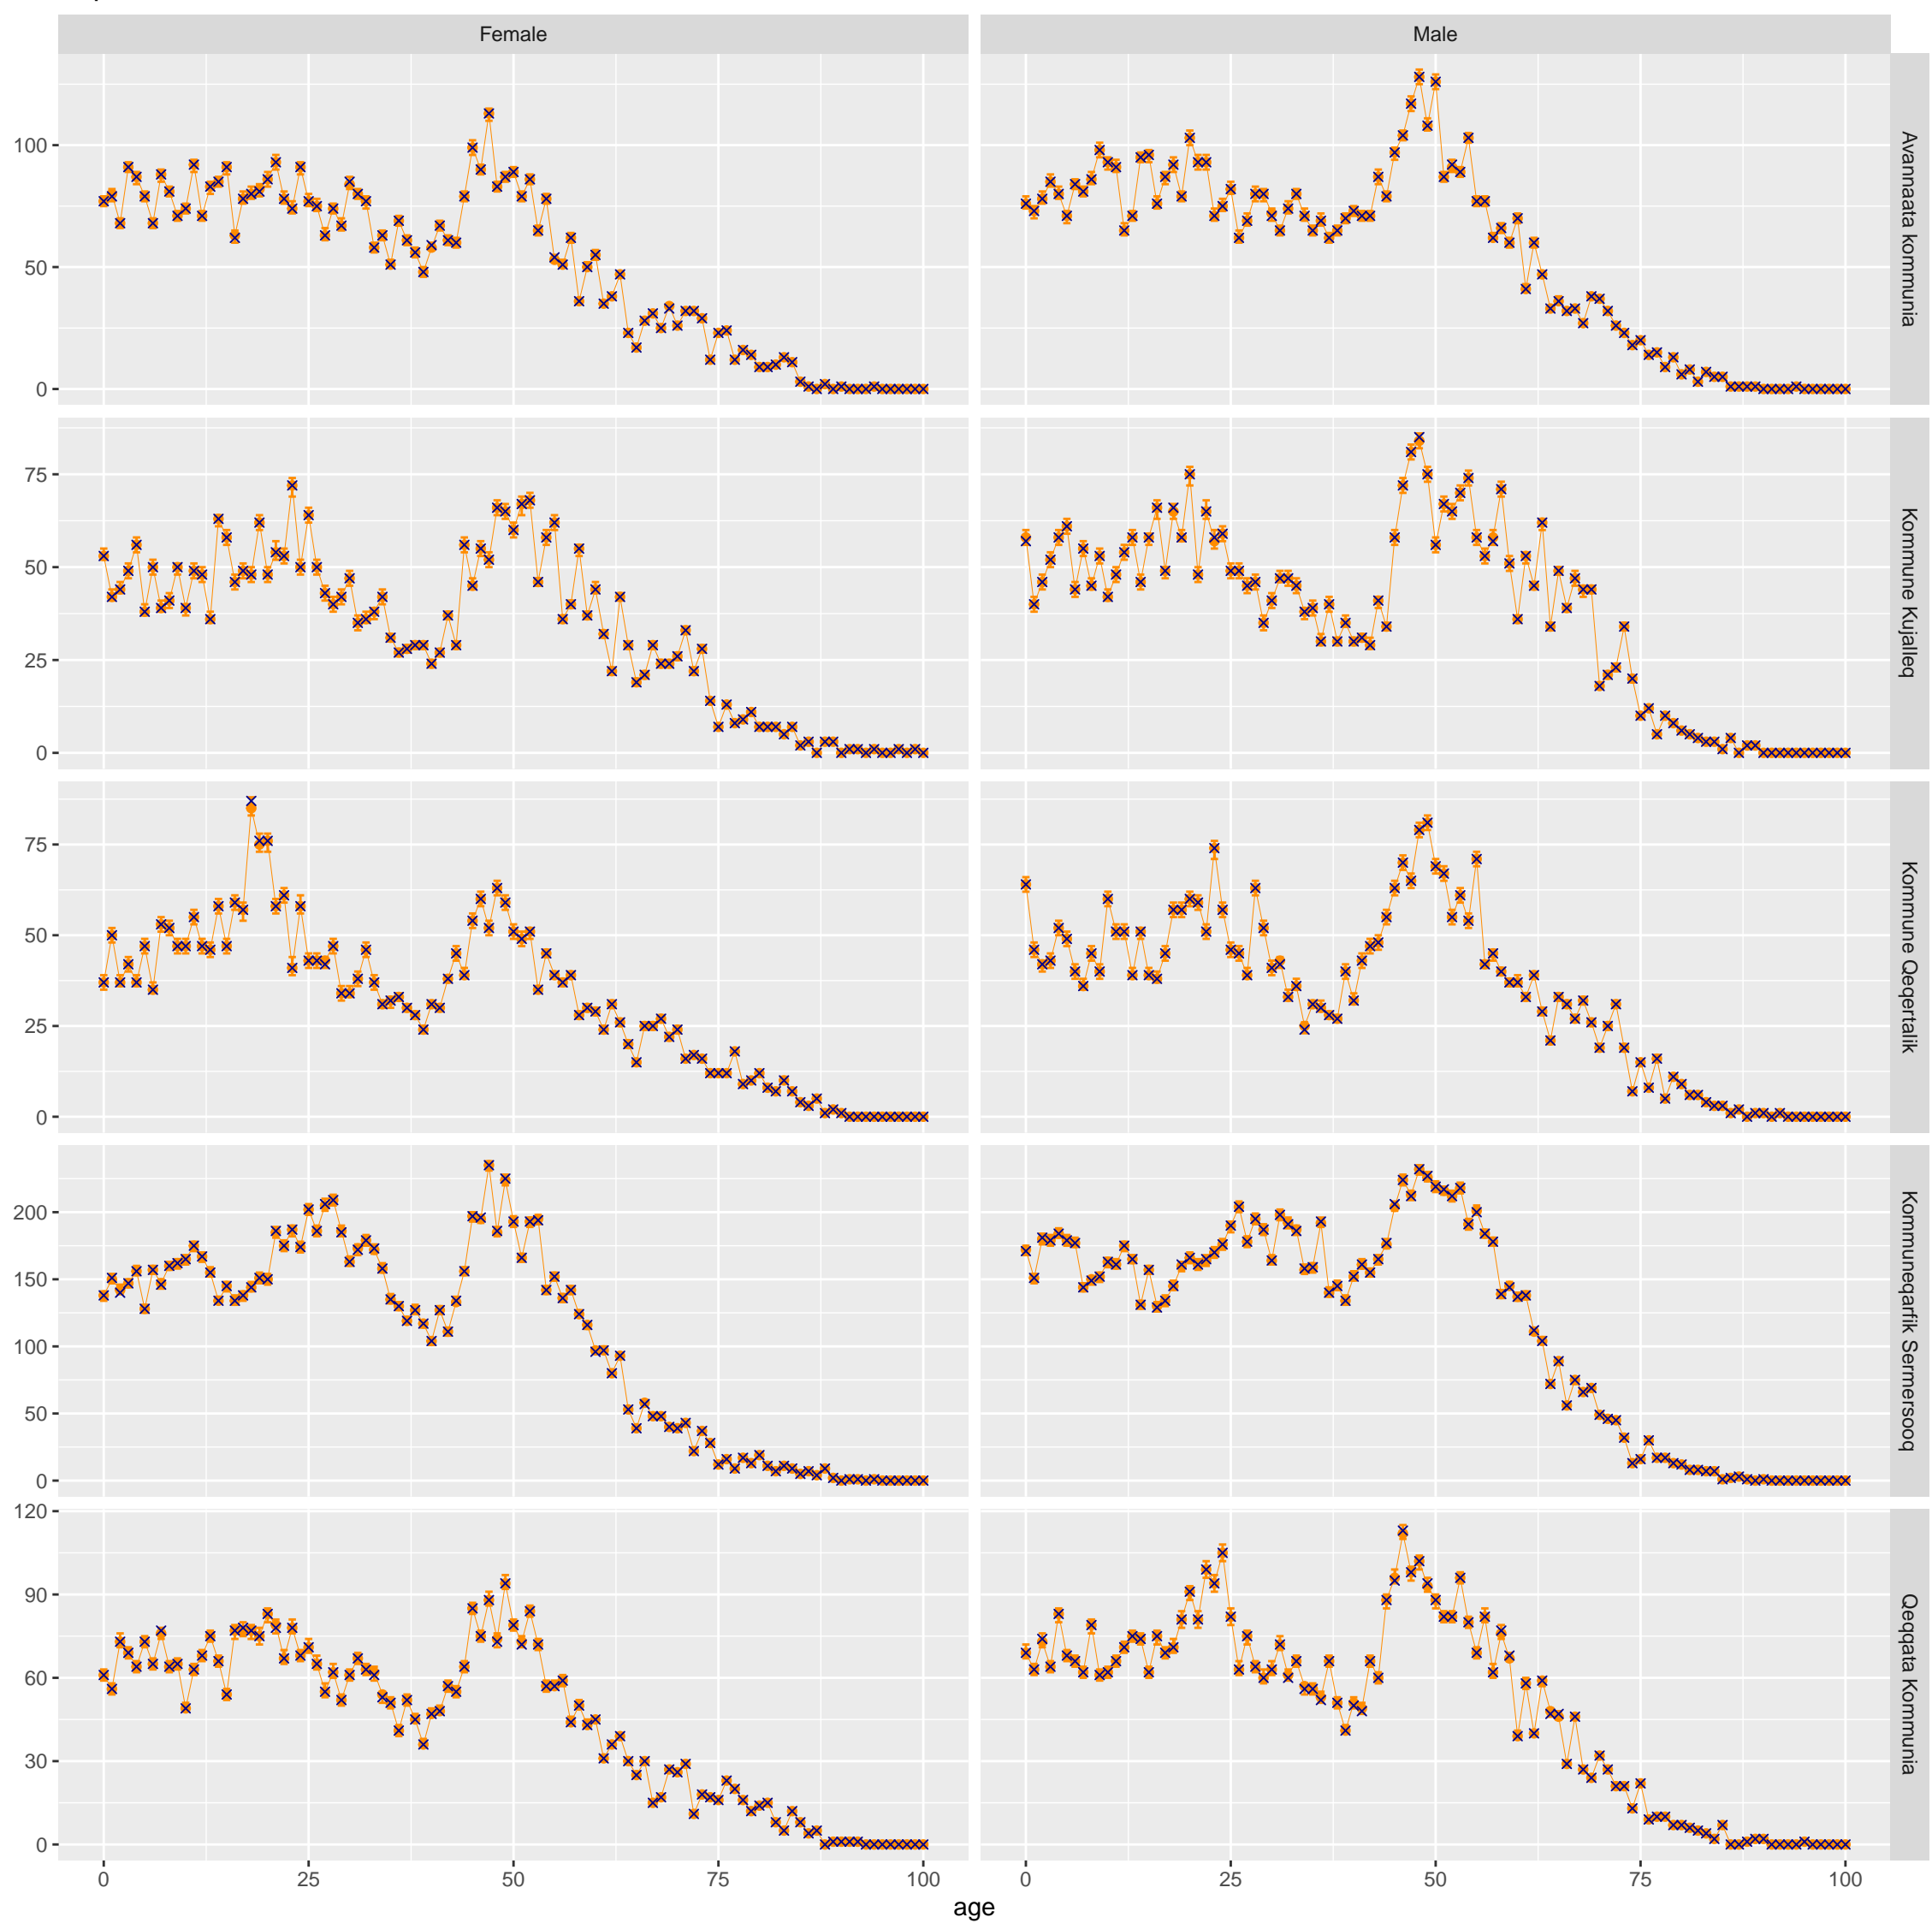 Female Male
100
50
0
Avannaata kommunia
75
50
25
0
Kommune Kujalleq
75
50
25
0
Kommune Qeqertalik
200
150
100
50
0
Kommuneqarfik Sermersooq
120
90
60
30
0
Qeqqata Kommunia
0 25 50 75 100 0 25 50 75 100
age